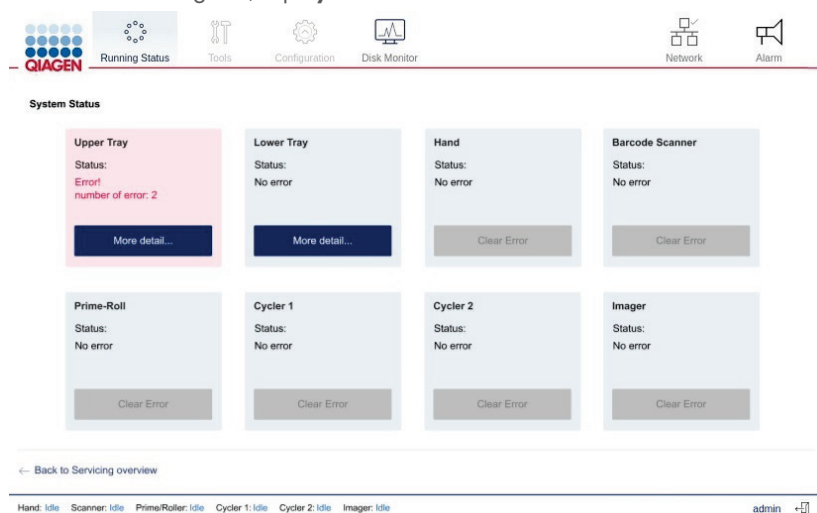 QIAGEN
Running Status
Tools
Configuration
Disk Monitor
Network
Alarm
System Status
Upper Tray
Status:
Error!
number of error: 2
More detail...
Lower Tray
Status:
No error
More detail...
Hand
Status:
No error
Clear Error
Barcode Scanner
Status:
No error
Clear Error
Prime-Roll
Status:
No error
Clear Error
Cycler 1
Status:
No error
Clear Error
Cycler 2
Status:
No error
Clear Error
Imager
Status:
No error
Clear Error
← Back to Servicing overview
Hand: Idle Scanner: Idle Prime/Roller: Idle Cycler 1: Idle Cycler 2: Idle Imager: Idle admin